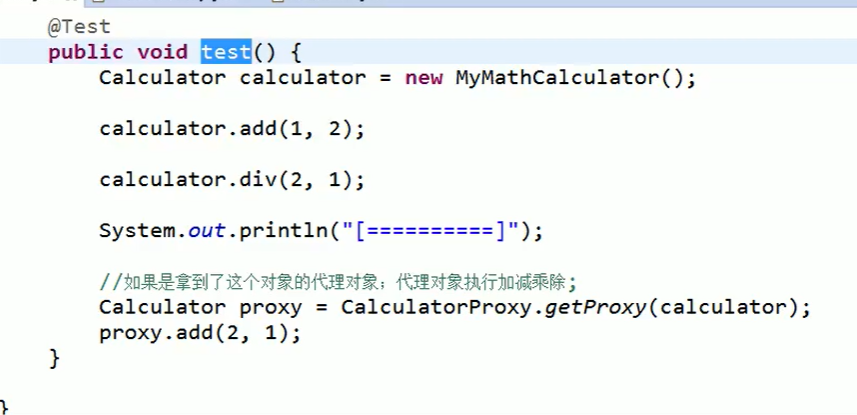 @Test
public void test() {
Calculator calculator = new MyMathCalculator();
calculator.add(1, 2);
calculator.div(2, 1);
System.out.println("[==========]");
//如果是拿到了这个对象的代理对象；代理对象执行加减乘除；
Calculator proxy = CalculatorProxy.getProxy(calculator);
proxy.add(2, 1);
}
}